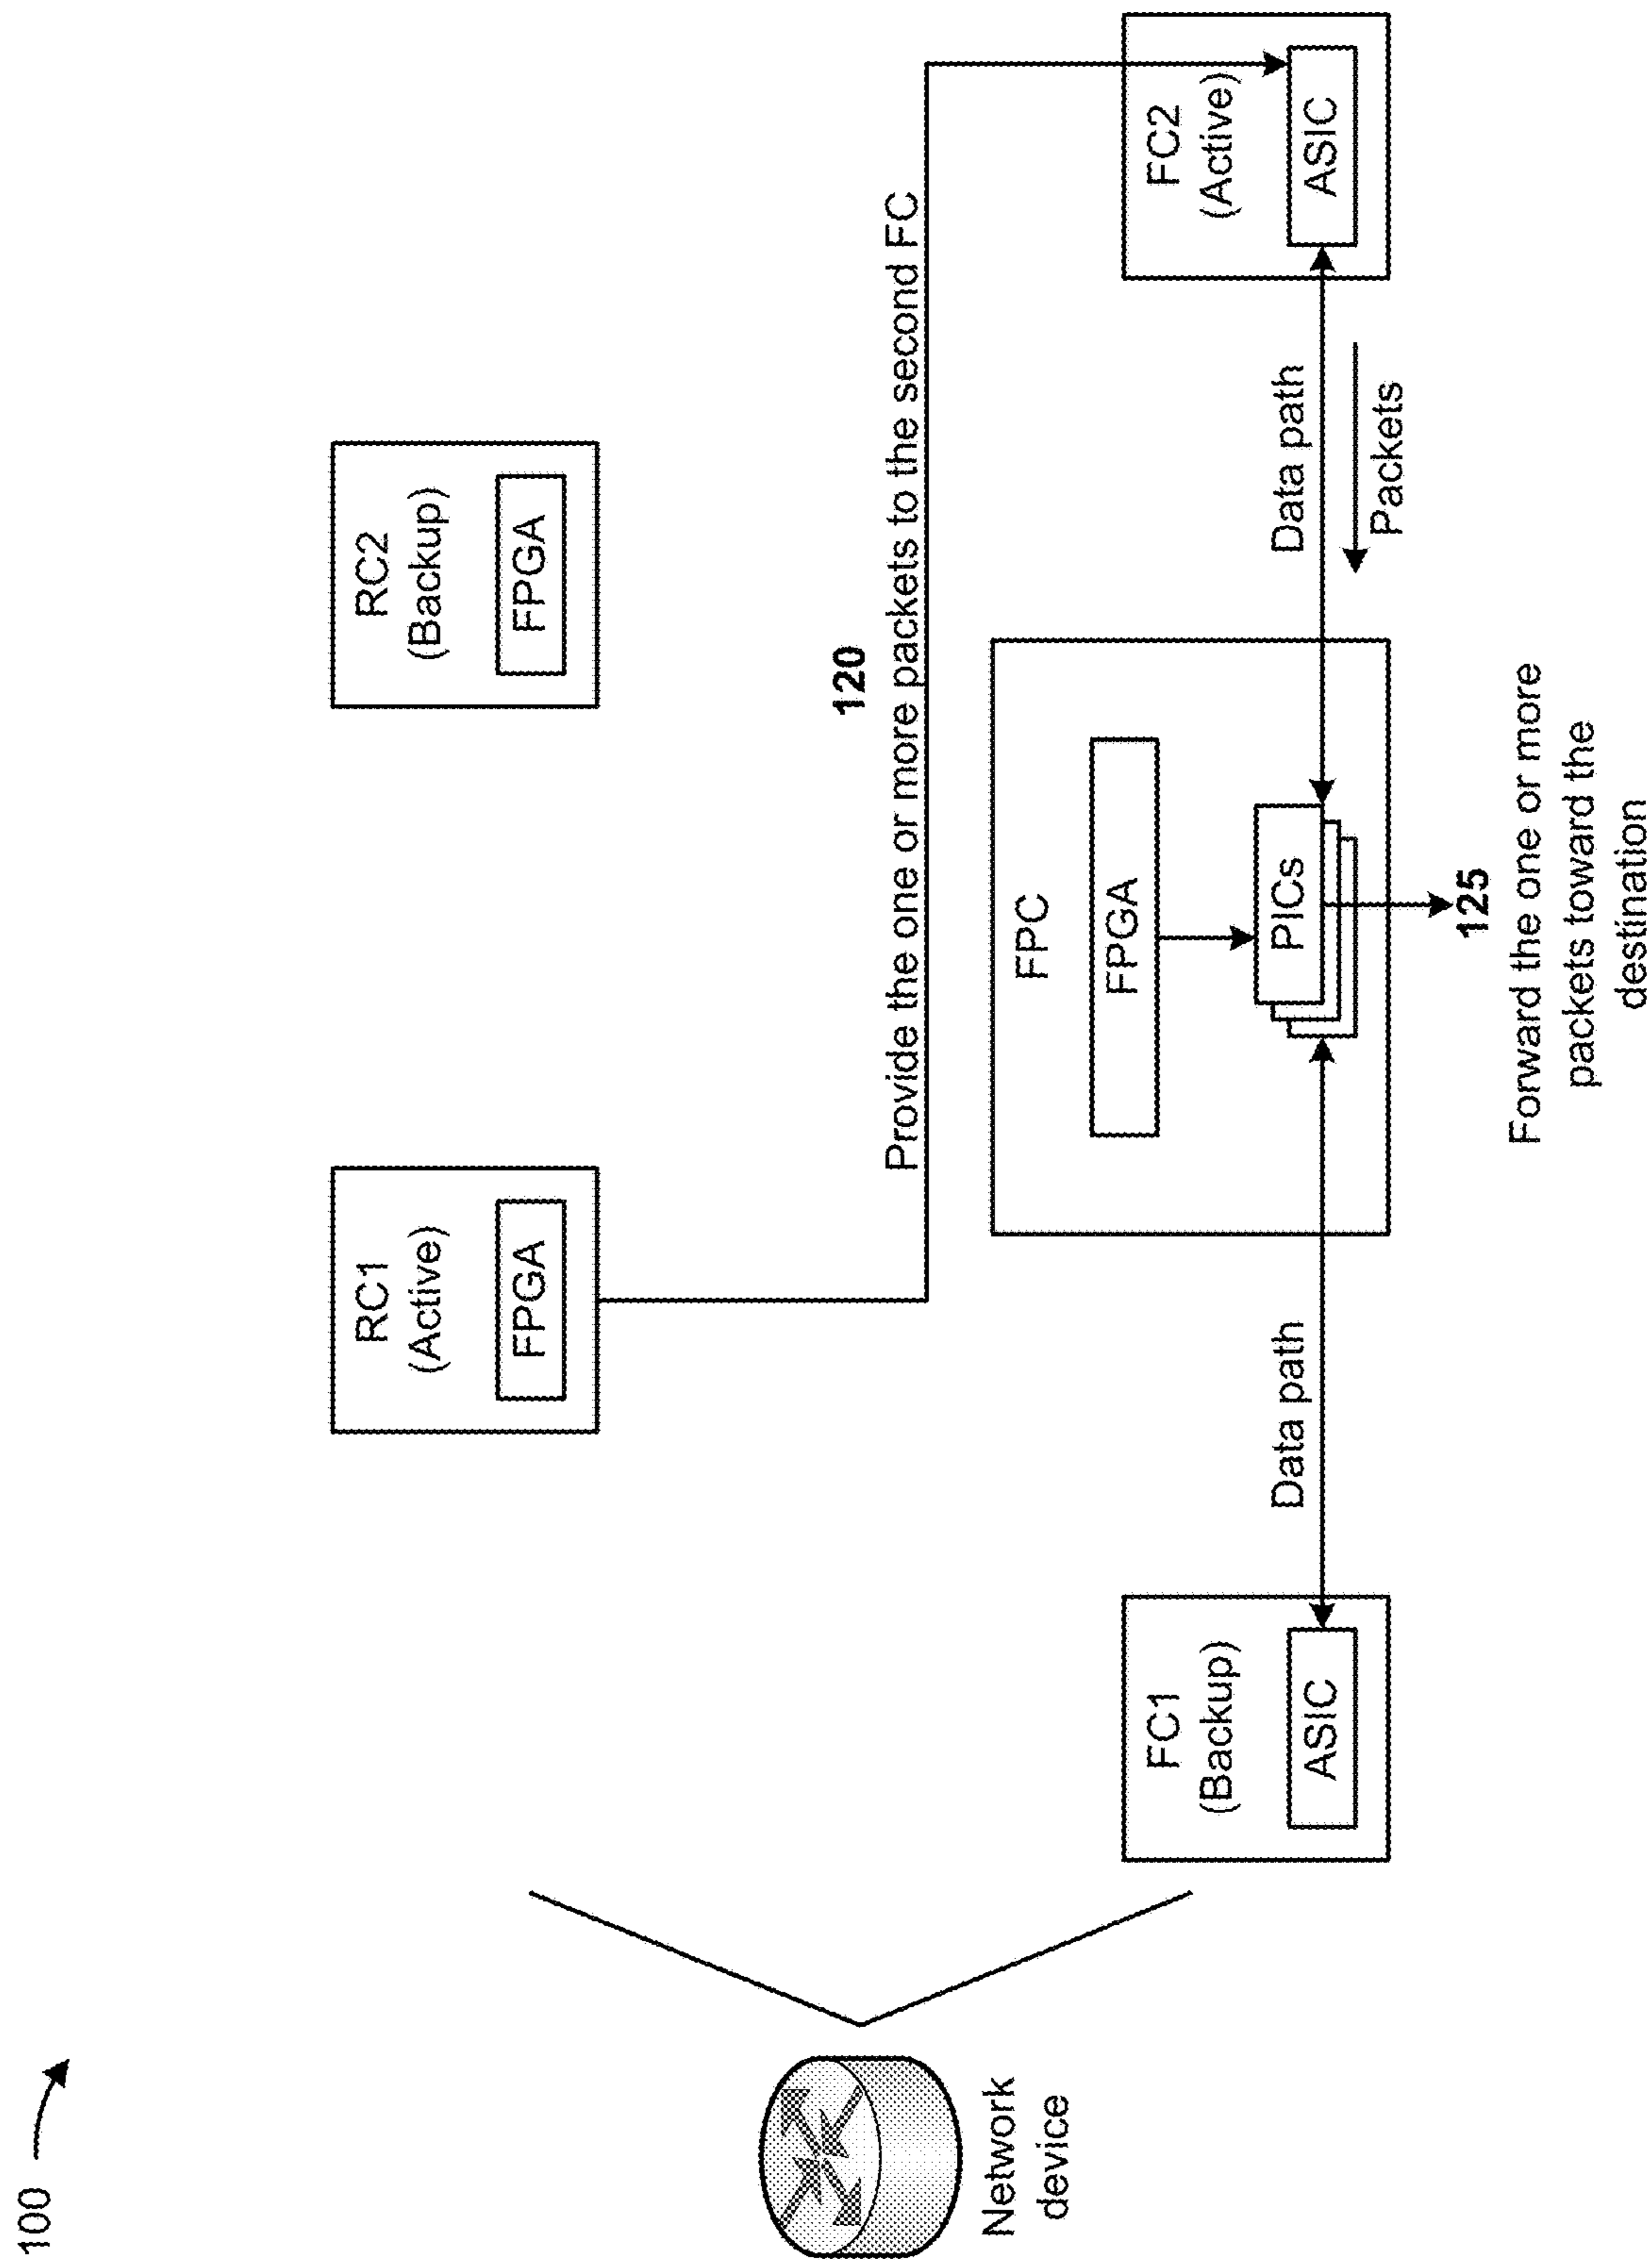 100
RC1
(Active)
FPGA
RC2
(Backup)
FPGA
120
Provide the one or more packets to the second FC
Network
device
FC1
(Backup)
ASIC
Data path
FPC
FPGA
PICs
Data path
Packets
FC2
(Active)
ASIC
125
Forward the one or more
packets toward the
destination